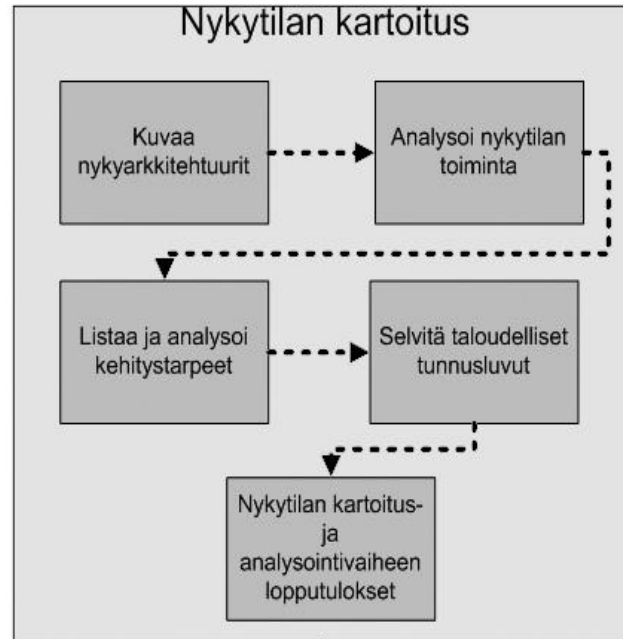 Nykytilan kartoitus
Kuvaa
nykyarkkitehtuurit
Analysoi nykytilan
toiminta
Listaa ja analysoi
kehitystarpeet
Selvitä taloudelliset
tunnusluvut
Nykytilan kartoitus-
ja
analysointivaiheen
lopputulokset